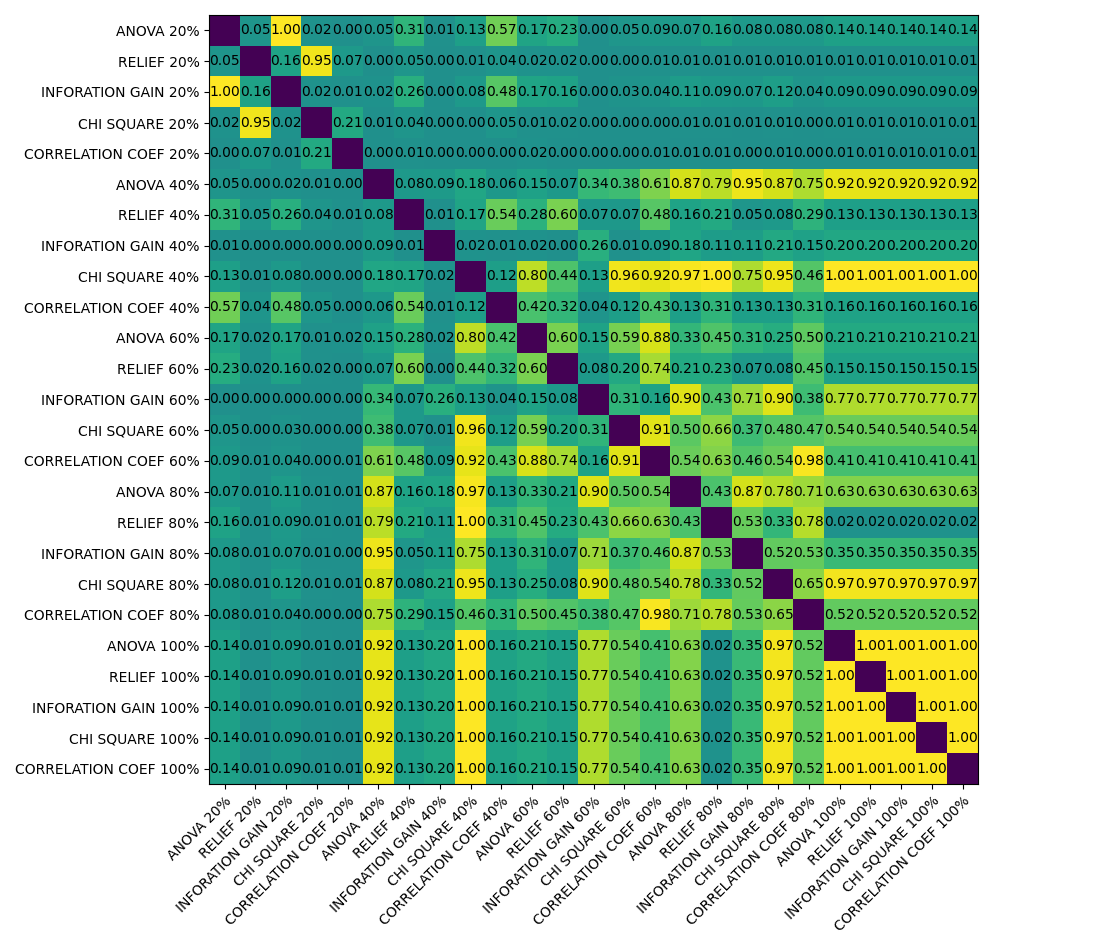 ANOVA 20% 0.05 1.00 0.02 0.00 0.05 0.31 0.01 0.13 0.57 0.17 0.23 0.00 0.05 0.09 0.07 0.16 0.08 0.08 0.08 0.14 0.14 0.14 0.14 0.14
RELIEF 20% 0.05 0.16 0.95 0.07 0.00 0.05 0.00 0.01 0.04 0.02 0.02 0.00 0.00 0.01 0.01 0.01 0.01 0.01 0.01 0.01 0.01 0.01 0.01 0.01
INFORATION GAIN 20% 1.00 0.16 0.02 0.01 0.02 0.26 0.00 0.08 0.48 0.17 0.16 0.00 0.03 0.04 0.11 0.09 0.07 0.12 0.04 0.09 0.09 0.09 0.09 0.09
CHI SQUARE 20% 0.02 0.95 0.02 0.21 0.01 0.04 0.00 0.00 0.05 0.01 0.02 0.00 0.00 0.00 0.01 0.01 0.01 0.01 0.00 0.01 0.01 0.01 0.01 0.01
CORRELATION COEF 20% 0.00 0.07 0.01 0.21 0.00 0.01 0.00 0.00 0.00 0.02 0.00 0.00 0.00 0.01 0.01 0.01 0.00 0.01 0.00 0.01 0.01 0.01 0.01 0.01
ANOVA 40% 0.05 0.00 0.02 0.01 0.00 0.08 0.09 0.18 0.06 0.15 0.07 0.34 0.38 0.61 0.87 0.79 0.95 0.87 0.75 0.92 0.92 0.92 0.92 0.92
RELIEF 40% 0.31 0.05 0.26 0.04 0.01 0.08 0.01 0.17 0.54 0.28 0.60 0.07 0.07 0.48 0.16 0.21 0.05 0.08 0.29 0.13 0.13 0.13 0.13 0.13
INFORATION GAIN 40% 0.01 0.00 0.00 0.00 0.00 0.09 0.01 0.02 0.01 0.02 0.00 0.26 0.01 0.09 0.18 0.11 0.11 0.21 0.15 0.20 0.20 0.20 0.20 0.20
CHI SQUARE 40% 0.13 0.01 0.08 0.00 0.00 0.18 0.17 0.02 0.12 0.80 0.44 0.13 0.96 0.92 0.97 1.00 0.75 0.95 0.46 1.00 1.00 1.00 1.00 1.00
CORRELATION COEF 40% 0.57 0.04 0.48 0.05 0.00 0.06 0.54 0.01 0.12 0.42 0.32 0.04 0.12 0.43 0.13 0.31 0.13 0.13 0.31 0.16 0.16 0.16 0.16 0.16
ANOVA 60% 0.17 0.02 0.17 0.01 0.02 0.15 0.28 0.02 0.80 0.42 0.60 0.15 0.59 0.88 0.33 0.45 0.31 0.25 0.50 0.21 0.21 0.21 0.21 0.21
RELIEF 60% 0.23 0.02 0.16 0.02 0.00 0.07 0.60 0.00 0.44 0.32 0.60 0.08 0.20 0.74 0.21 0.23 0.07 0.08 0.45 0.15 0.15 0.15 0.15 0.15
INFORATION GAIN 60% 0.00 0.00 0.00 0.00 0.00 0.34 0.07 0.26 0.13 0.04 0.15 0.08 0.31 0.16 0.90 0.43 0.71 0.90 0.38 0.77 0.77 0.77 0.77 0.77
CHI SQUARE 60% 0.05 0.00 0.03 0.00 0.00 0.38 0.07 0.01 0.96 0.12 0.59 0.20 0.31 0.91 0.50 0.66 0.37 0.48 0.47 0.54 0.54 0.54 0.54 0.54
CORRELATION COEF 60% 0.09 0.01 0.04 0.00 0.01 0.61 0.48 0.09 0.92 0.43 0.88 0.74 0.16 0.91 0.54 0.63 0.46 0.54 0.98 0.41 0.41 0.41 0.41 0.41
ANOVA 80% 0.07 0.01 0.11 0.01 0.01 0.87 0.16 0.18 0.97 0.13 0.33 0.21 0.90 0.50 0.54 0.43 0.87 0.78 0.71 0.63 0.63 0.63 0.63 0.63
RELIEF 80% 0.16 0.01 0.09 0.01 0.01 0.79 0.21 0.11 1.00 0.31 0.45 0.23 0.43 0.66 0.63 0.43 0.53 0.33 0.78 0.02 0.02 0.02 0.02 0.02
INFORATION GAIN 80% 0.08 0.01 0.07 0.01 0.00 0.95 0.05 0.11 0.75 0.13 0.31 0.07 0.71 0.37 0.46 0.87 0.53 0.52 0.53 0.35 0.35 0.35 0.35 0.35
CHI SQUARE 80% 0.08 0.01 0.12 0.01 0.01 0.87 0.08 0.21 0.95 0.13 0.25 0.08 0.90 0.48 0.54 0.78 0.33 0.52 0.65 0.97 0.97 0.97 0.97 0.97
CORRELATION COEF 80% 0.08 0.01 0.04 0.00 0.00 0.75 0.29 0.15 0.46 0.31 0.50 0.45 0.38 0.47 0.98 0.71 0.78 0.53 0.65 0.52 0.52 0.52 0.52 0.52
ANOVA 100% 0.14 0.01 0.09 0.01 0.01 0.92 0.13 0.20 1.00 0.16 0.21 0.15 0.77 0.54 0.41 0.63 0.02 0.35 0.97 0.52 1.00 1.00 1.00 1.00
RELIEF 100% 0.14 0.01 0.09 0.01 0.01 0.92 0.13 0.20 1.00 0.16 0.21 0.15 0.77 0.54 0.41 0.63 0.02 0.35 0.97 0.52 1.00 1.00 1.00 1.00
INFORATION GAIN 100% 0.14 0.01 0.09 0.01 0.01 0.92 0.13 0.20 1.00 0.16 0.21 0.15 0.77 0.54 0.41 0.63 0.02 0.35 0.97 0.52 1.00 1.00 1.00 1.00
CHI SQUARE 100% 0.14 0.01 0.09 0.01 0.01 0.92 0.13 0.20 1.00 0.16 0.21 0.15 0.77 0.54 0.41 0.63 0.02 0.35 0.97 0.52 1.00 1.00 1.00 1.00
CORRELATION COEF 100% 0.14 0.01 0.09 0.01 0.01 0.92 0.13 0.20 1.00 0.16 0.21 0.15 0.77 0.54 0.41 0.63 0.02 0.35 0.97 0.52 1.00 1.00 1.00 1.00
ANOVA 20%
RELIEF 20%
INFORATION GAIN 20%
CHI SQUARE 20%
CORRELATION COEF 20%
ANOVA 40%
RELIEF 40%
INFORATION GAIN 40%
CHI SQUARE 40%
CORRELATION COEF 40%
ANOVA 60%
RELIEF 60%
INFORATION GAIN 60%
CHI SQUARE 60%
CORRELATION COEF 60%
ANOVA 80%
RELIEF 80%
INFORATION GAIN 80%
CHI SQUARE 80%
CORRELATION COEF 80%
ANOVA 100%
RELIEF 100%
INFORATION GAIN 100%
CHI SQUARE 100%
CORRELATION COEF 100%